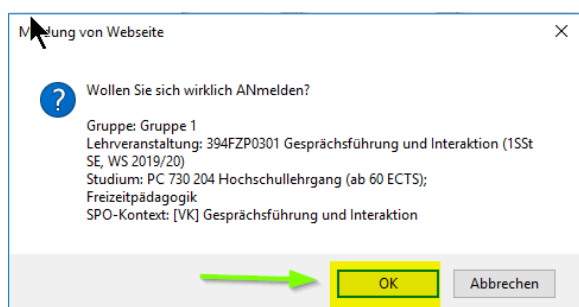 Meldung von Webseite
Wollen Sie sich wirklich ANmelden?
Gruppe: Gruppe 1
Lehrveranstaltung: 394FZP0301 Gesprächsführung und Interaktion (1SSt
SE, WS 2019/20)
Studium: PC 730 204 Hochschullehrgang (ab 60 ECTS);
Freizeitpädagogik
SPO-Kontext: [VK] Gesprächsführung und Interaktion
OK
Abbrechen